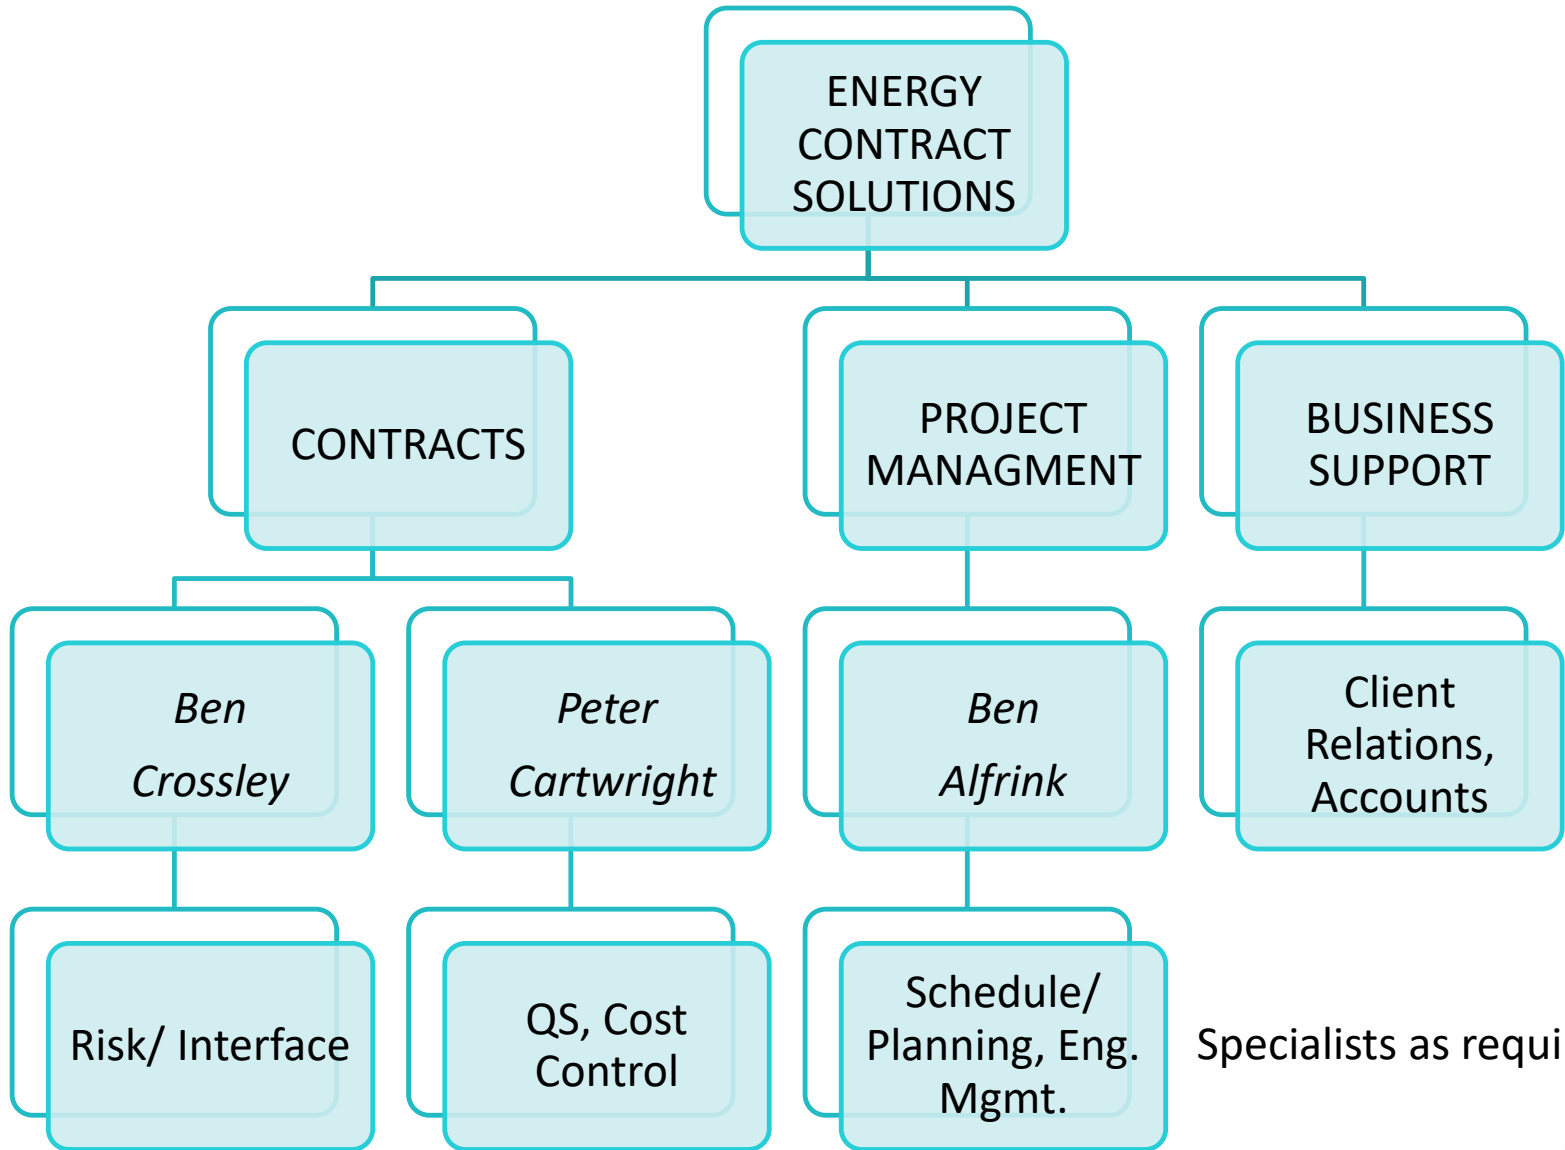 ENERGY
CONTRACT
SOLUTIONS
CONTRACTS
PROJECT
MANAGMENT
BUSINESS
SUPPORT
Ben
Crossley
Peter
Cartwright
Ben
Alfrink
Client
Relations,
Accounts
Risk/ Interface
QS, Cost
Control
Schedule/
Planning, Eng.
Mgmt.
Specialists as requi